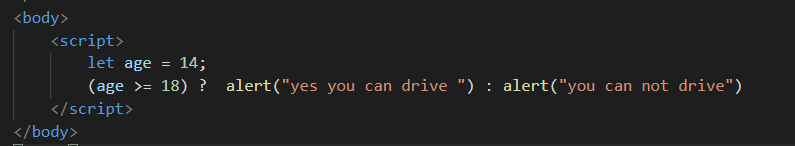 <body>
<script>
let age = 14;
(age >= 18) ?  alert("yes you can drive ") : alert("you can not drive")
</script>
</body>